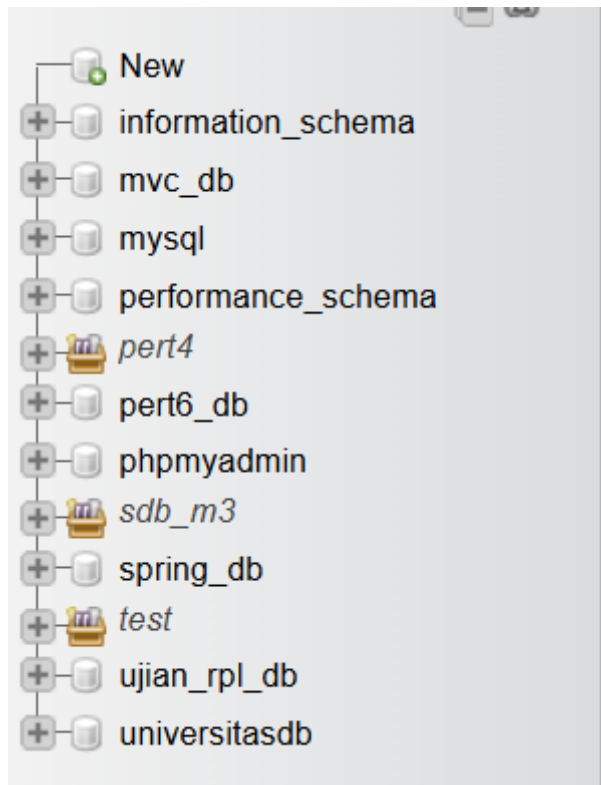 New
information_schema
mvc_db
mysql
performance_schema
pert4
pert6_db
phpmyadmin
sdb_m3
spring_db
test
ujian_rpl_db
universitasdb